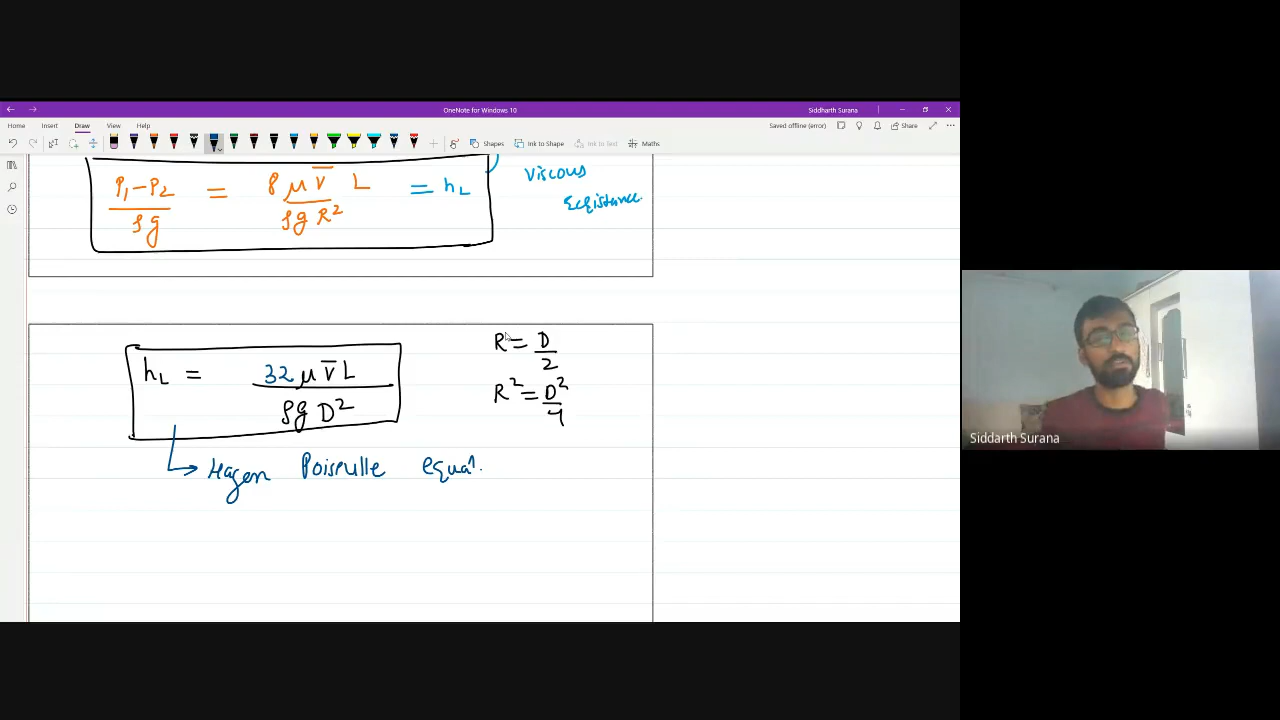 OneNote for Windows 10
Siddharth Surana
Home Insert Draw View Help
Saved offline (error)
Share
Shapes Ink to Shape Ink to Text Maths
P₁-P₂ / ρg = 8 μ v̅ L / ρg R² = hL
Viscous
R = D/2
hL = 32 μ v̅ L / ρg D²
R² = D²/4
Hagen Poiseulle equaⁿ.
Siddarth Surana